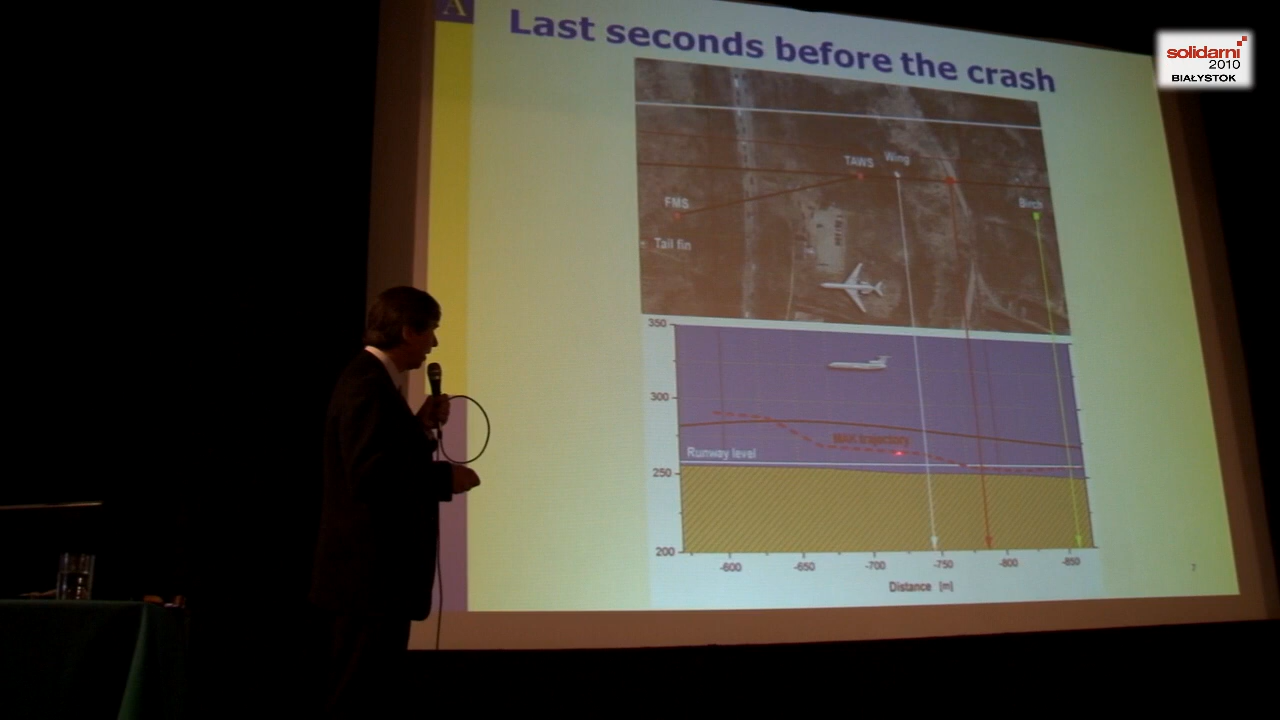 A
Last seconds before the crash
solidarni
2010
BIAŁYSTOK
TAWS
Wing
FMS
Birch
Tail fin
350
300
MAK trajectory
Runway level
250
200
-600
-650
-700
-750
-800
-850
Distance [m]
7